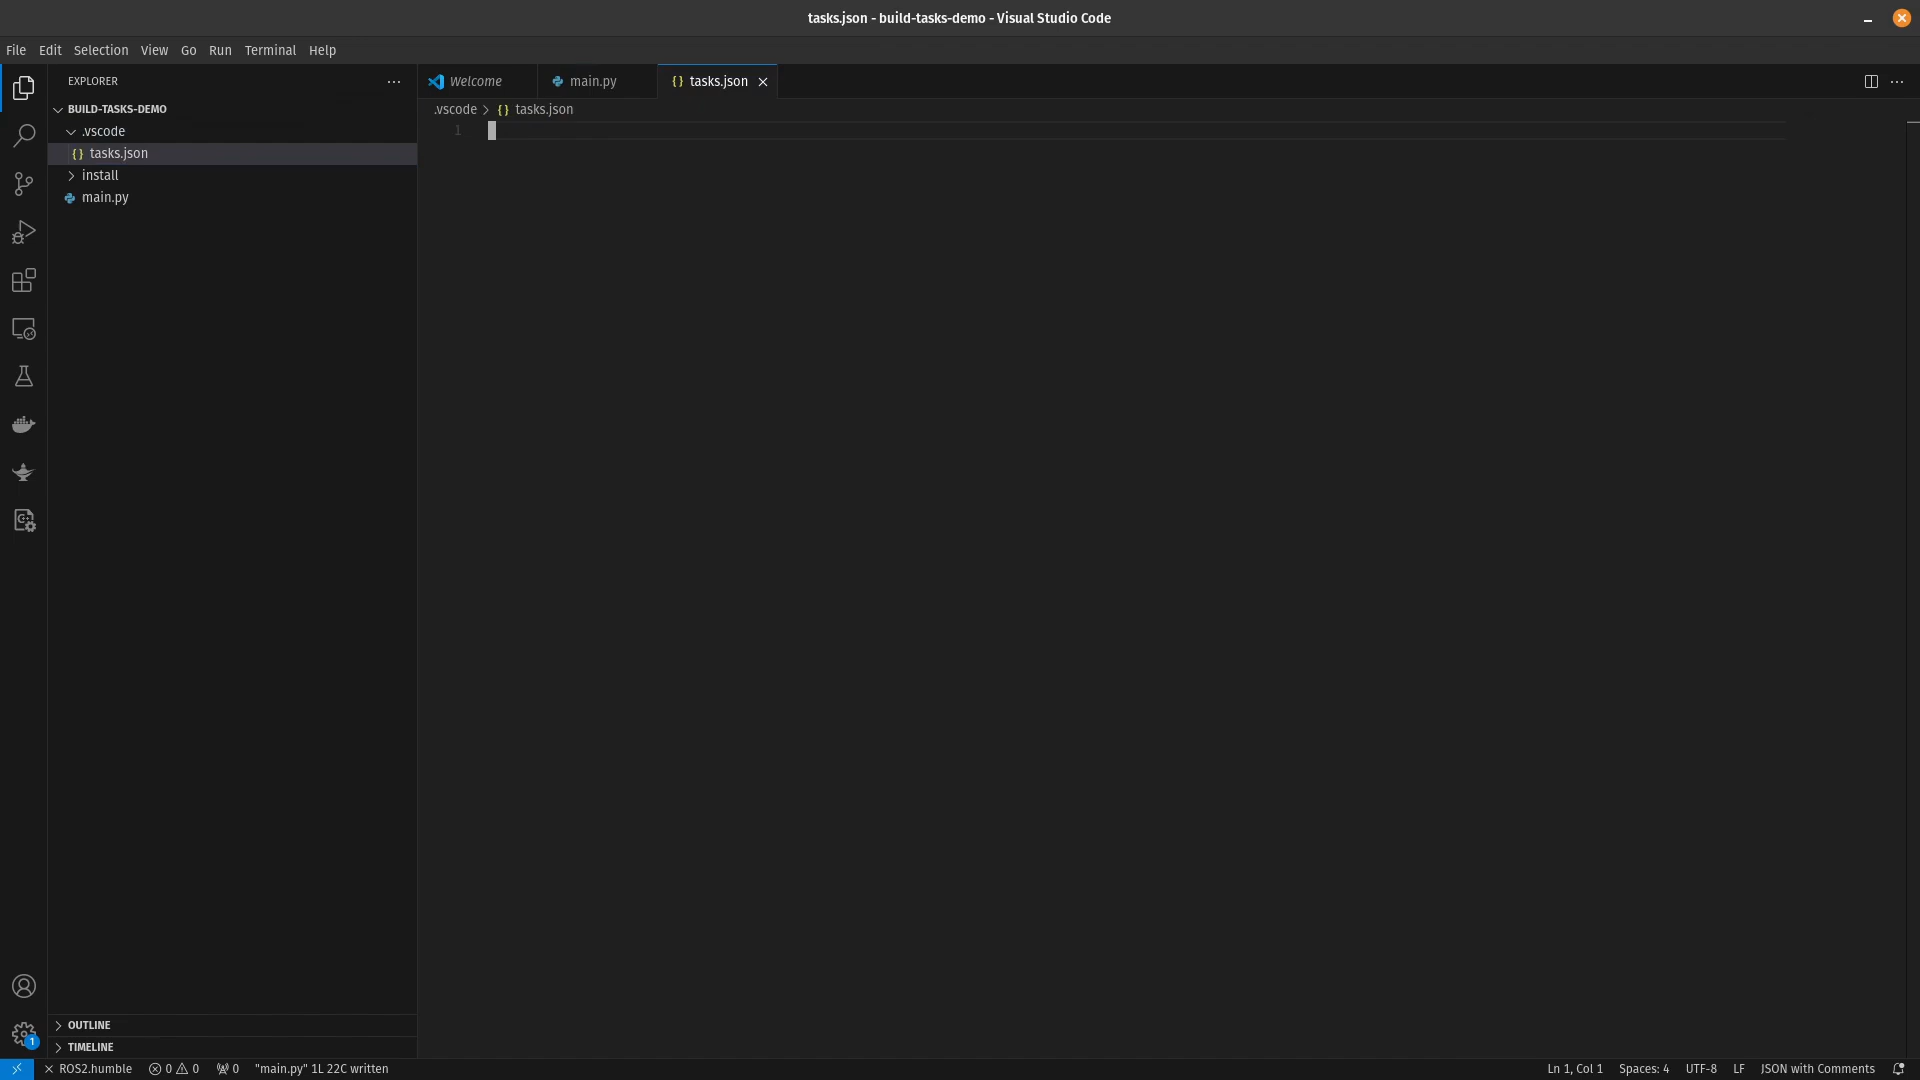 tasks.json - build-tasks-demo - Visual Studio Code
File Edit Selection View Go Run Terminal Help
EXPLORER
Welcome
main.py
tasks.json
BUILD-TASKS-DEMO
.vscode
tasks.json
install
main.py
.vscode > tasks.json
1
OUTLINE
TIMELINE
1
ROS2.humble 0 0 0 "main.py" 1L 22C written
Ln 1, Col 1 Spaces: 4 UTF-8 LF JSON with Comments